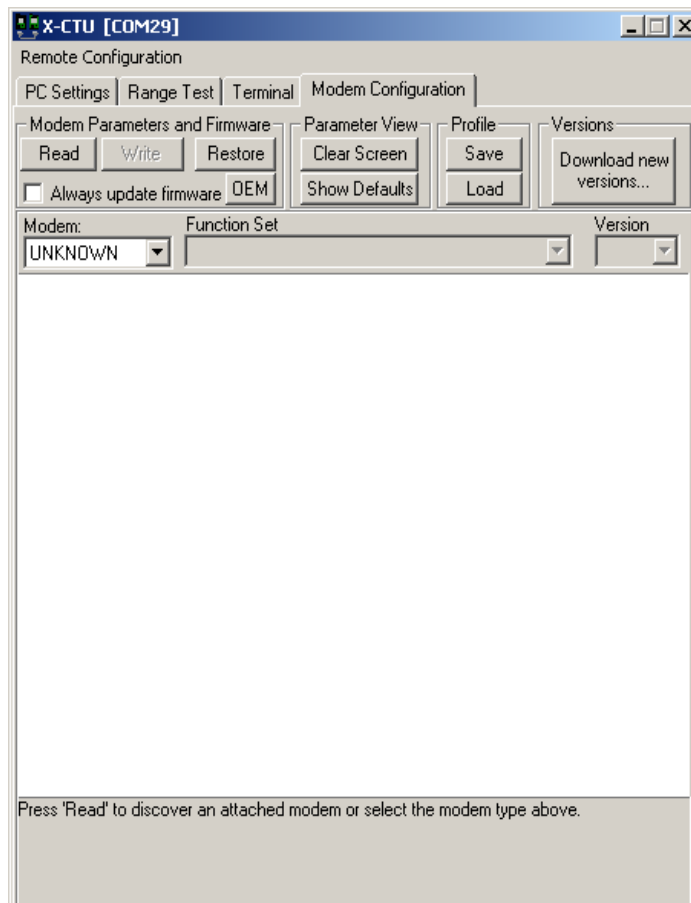 X-CTU [COM29]
Remote Configuration
PC Settings Range Test Terminal Modem Configuration
Modem Parameters and Firmware Parameter View Profile Versions
Read Write Restore Clear Screen Save Download new versions...
Always update firmware OEM Show Defaults Load
Modem: Function Set Version
UNKNOWN
Press 'Read' to discover an attached modem or select the modem type above.